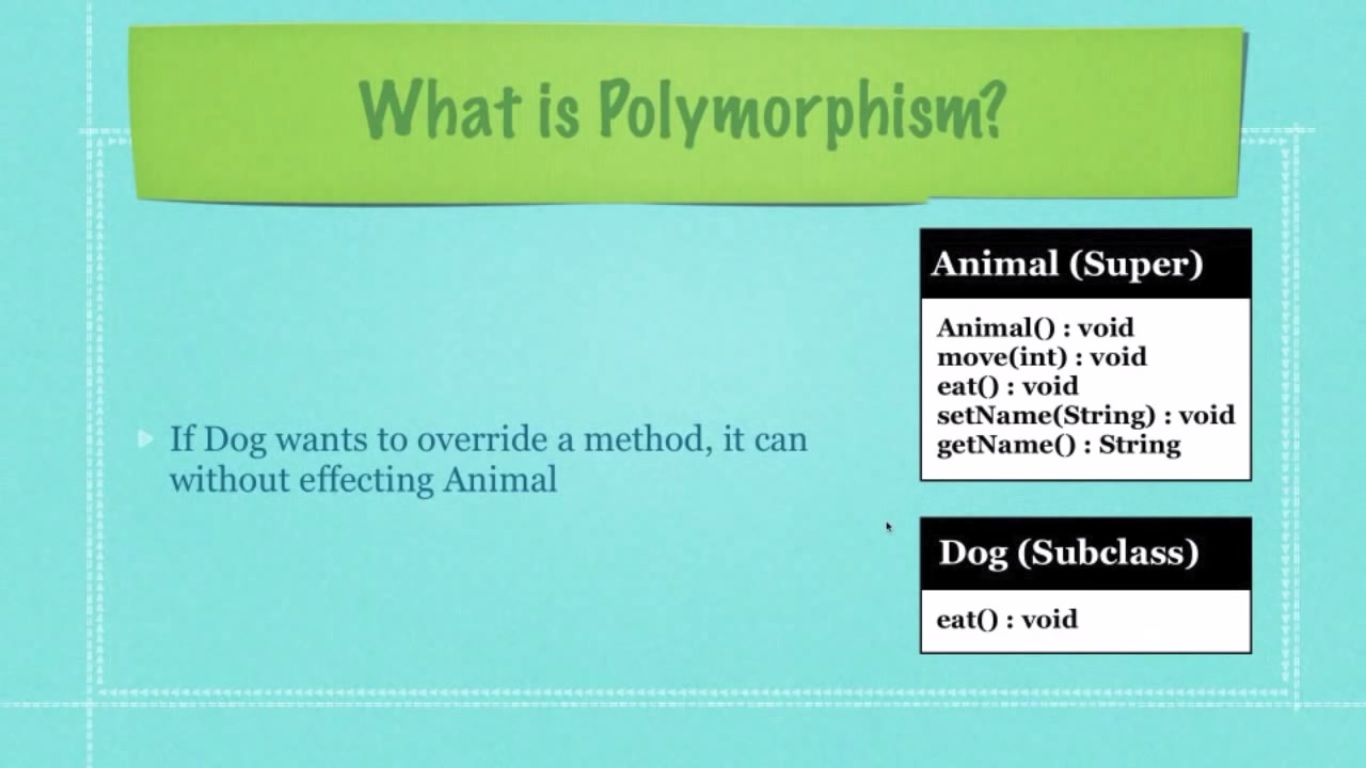 What is Polymorphism?
If Dog wants to override a method, it can
without effecting Animal
Animal (Super)
Animal() : void
move(int) : void
eat() : void
setName(String) : void
getName() : String
Dog (Subclass)
eat() : void